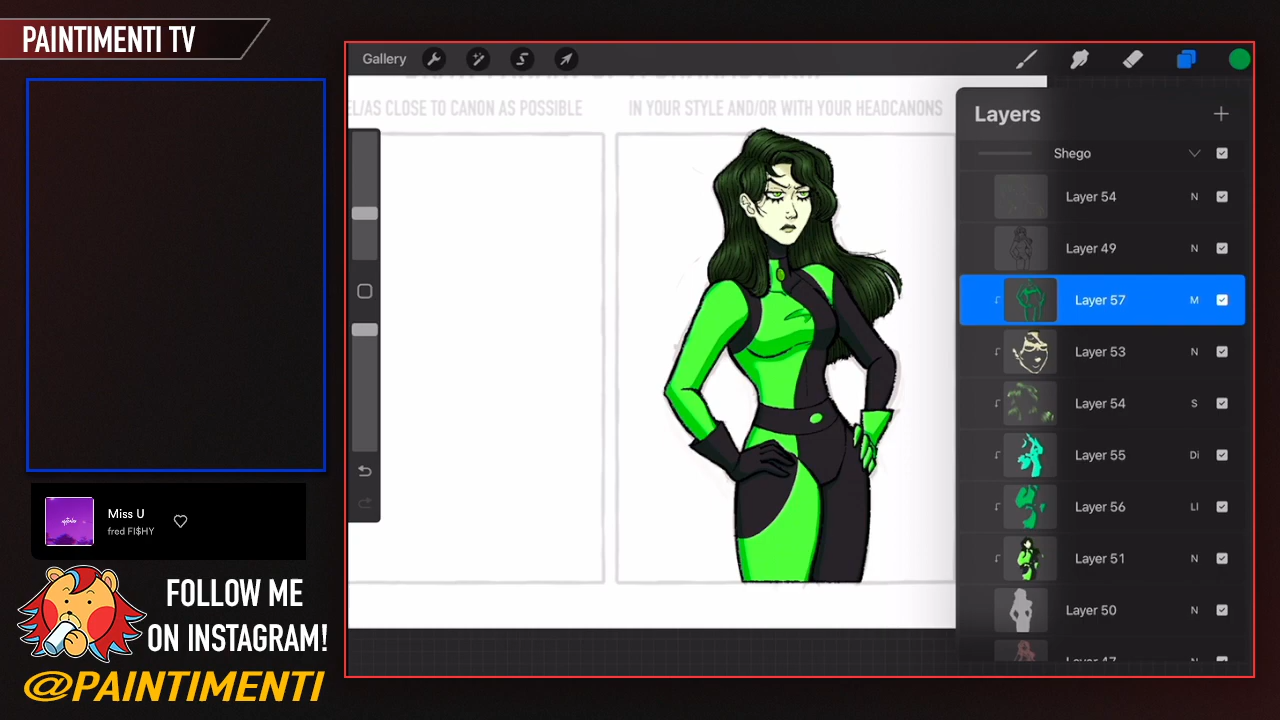 PAINTIMENTI TV
Gallery
EL/AS CLOSE TO CANON AS POSSIBLE
IN YOUR STYLE AND/OR WITH YOUR HEADCANONS
Layers
Shego
Layer 54 N
Layer 49 N
Layer 57 M
Layer 53 N
Layer 54 S
Layer 55 Di
Layer 56 LI
Layer 51 N
Layer 50 N
Layer 47 N
Miss U
fred FI$HY
FOLLOW ME
ON INSTAGRAM!
@PAINTIMENTI